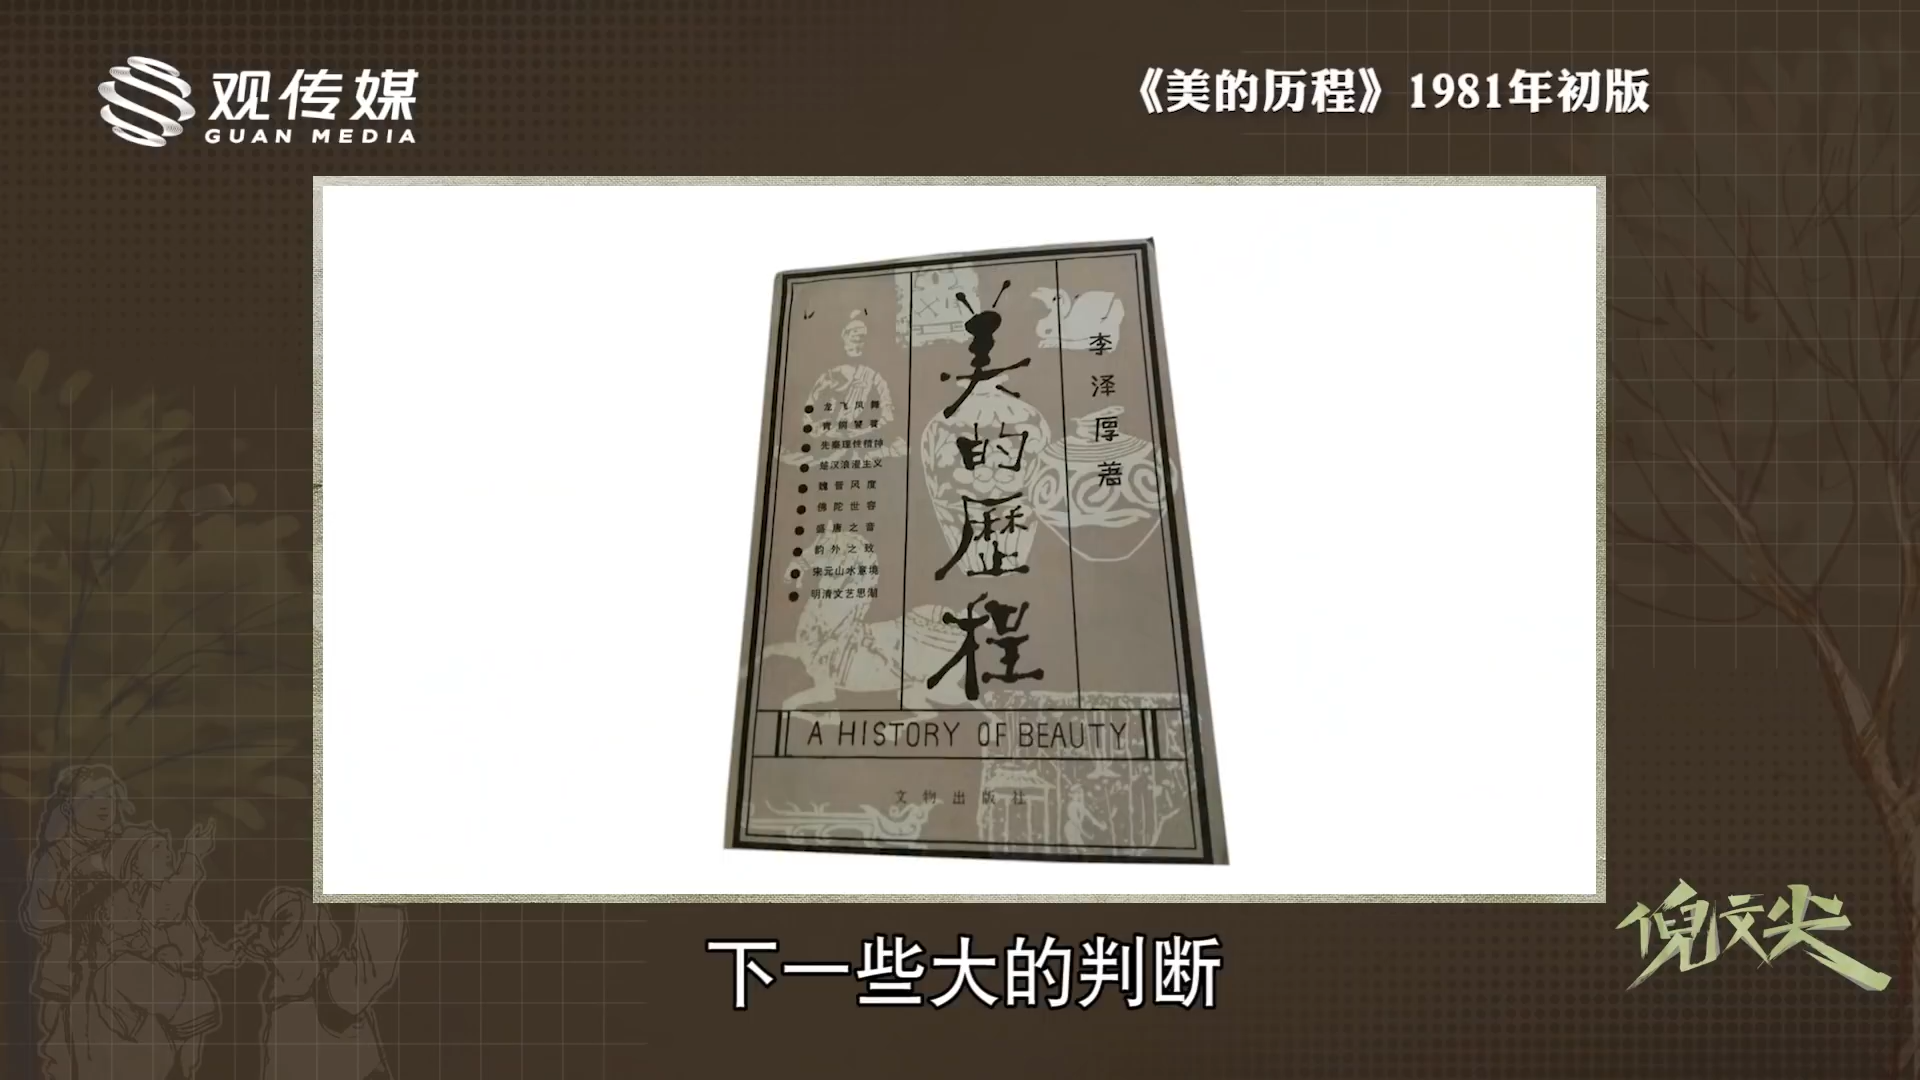 观传媒
GUAN MEDIA
《美的历程》1981年初版
美的歷程
李泽厚著
龙飞凤舞
青铜饕餮
先秦理性精神
楚汉浪漫主义
魏晋风度
佛陀世容
盛唐之音
韵外之致
宋元山水意境
明清文艺思潮
A HISTORY OF BEAUTY
文物出版社
倪文尖
下一些大的判断